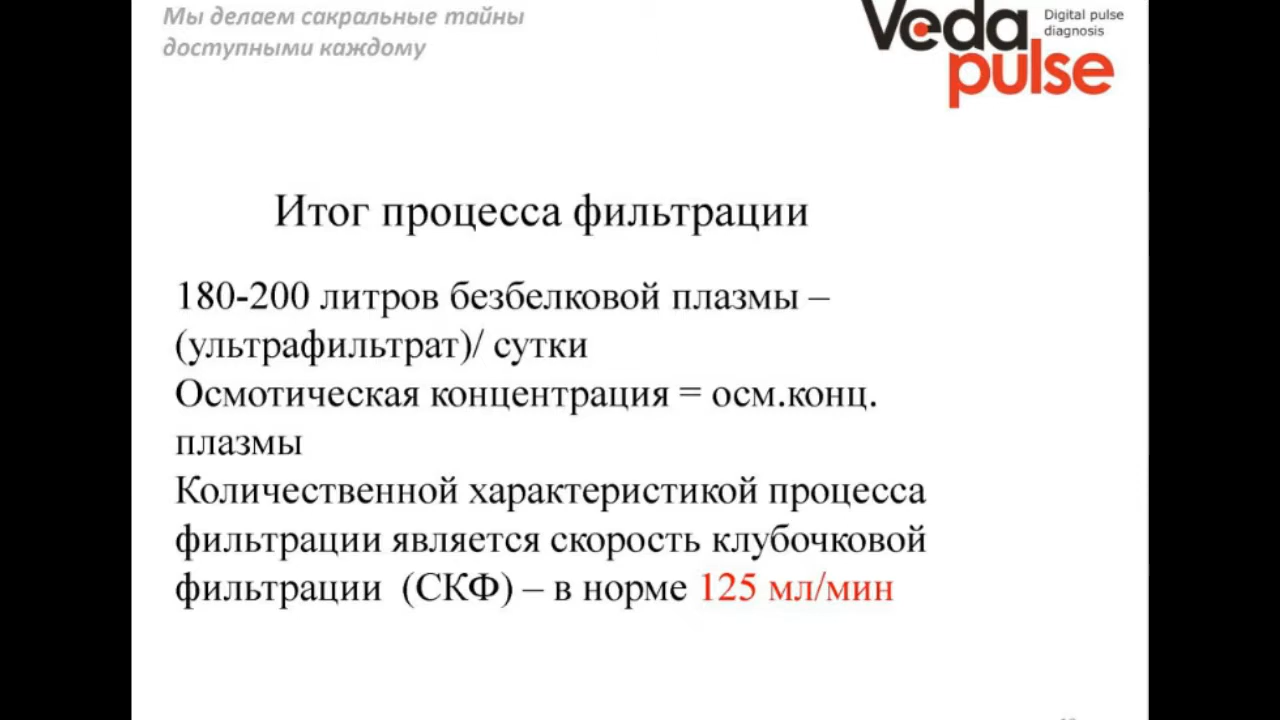 Мы делаем сакральные тайны
доступными каждому
Veda
pulse
Digital pulse
diagnosis
Итог процесса фильтрации
180-200 литров безбелковой плазмы –
(ультрафильтрат)/ сутки
Осмотическая концентрация = осм.конц.
плазмы
Количественной характеристикой процесса
фильтрации является скорость клубочковой
фильтрации (СКФ) – в норме 125 мл/мин